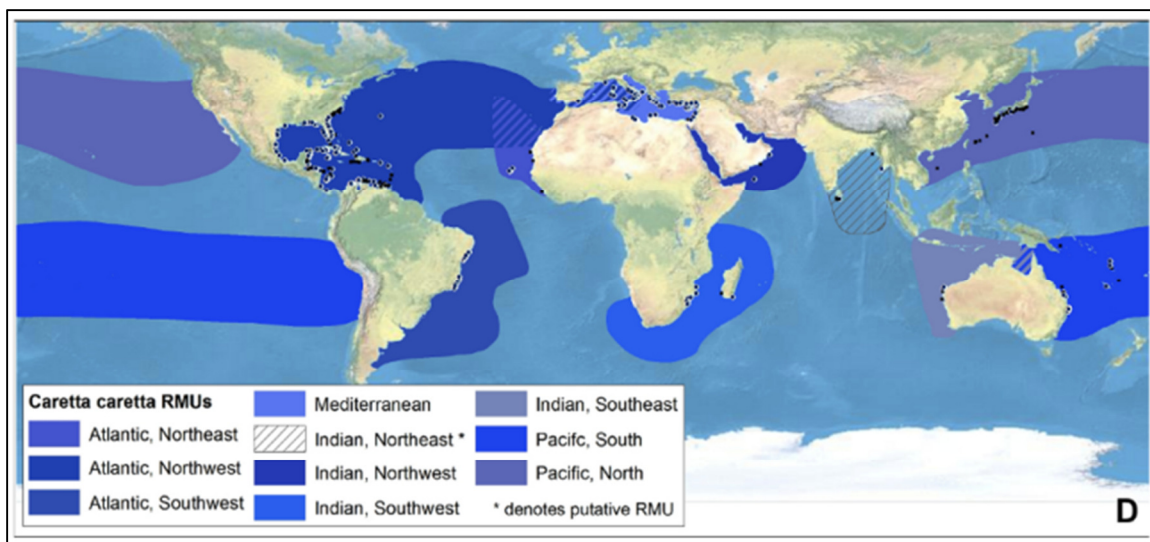 Caretta caretta RMUs
Atlantic, Northeast
Atlantic, Northwest
Atlantic, Southwest
Mediterranean
Indian, Northeast *
Indian, Northwest
Indian, Southwest
Indian, Southeast
Pacifc, South
Pacific, North
* denotes putative RMU
D